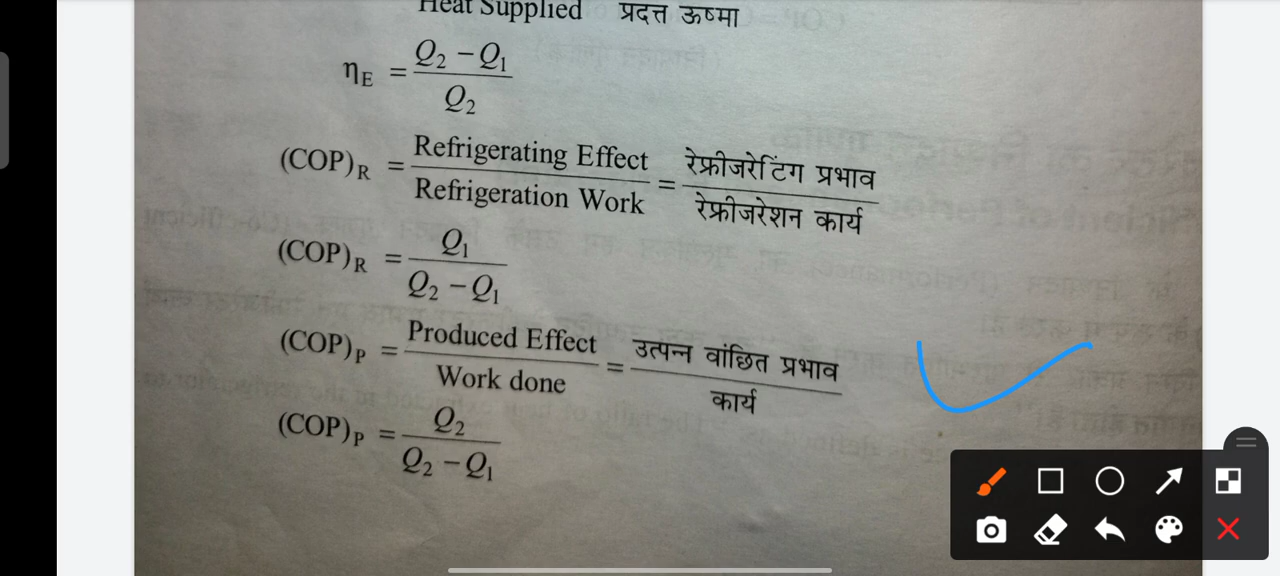 Heat Supplied प्रदत्त ऊष्मा
ηE = Q2 − Q1 / Q2
(COP)R = Refrigerating Effect / Refrigeration Work = रेफ्रीजरेटिंग प्रभाव / रेफ्रीजरेशन कार्य
(COP)R = Q1 / Q2 − Q1
(COP)P = Produced Effect / Work done = उत्पन्न वांछित प्रभाव / कार्य
(COP)P = Q2 / Q2 − Q1